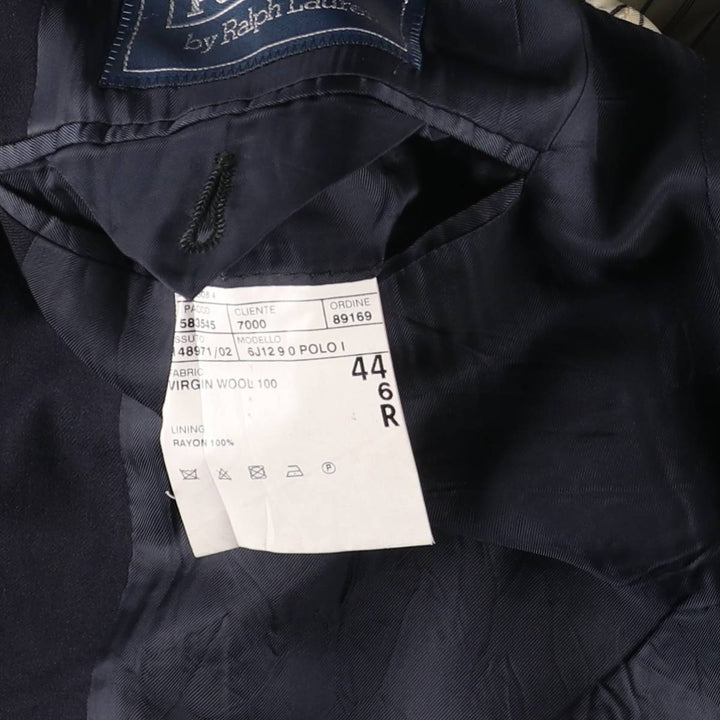 by Ralph Lauren
PACCO CLIENTE ORDINE
583545 7000 89169
MODELLO
48971/02 6J12 9 0 POLO I
FABRIC
VIRGIN WOOL 100
44
6
R
LINING
RAYON 100%
P